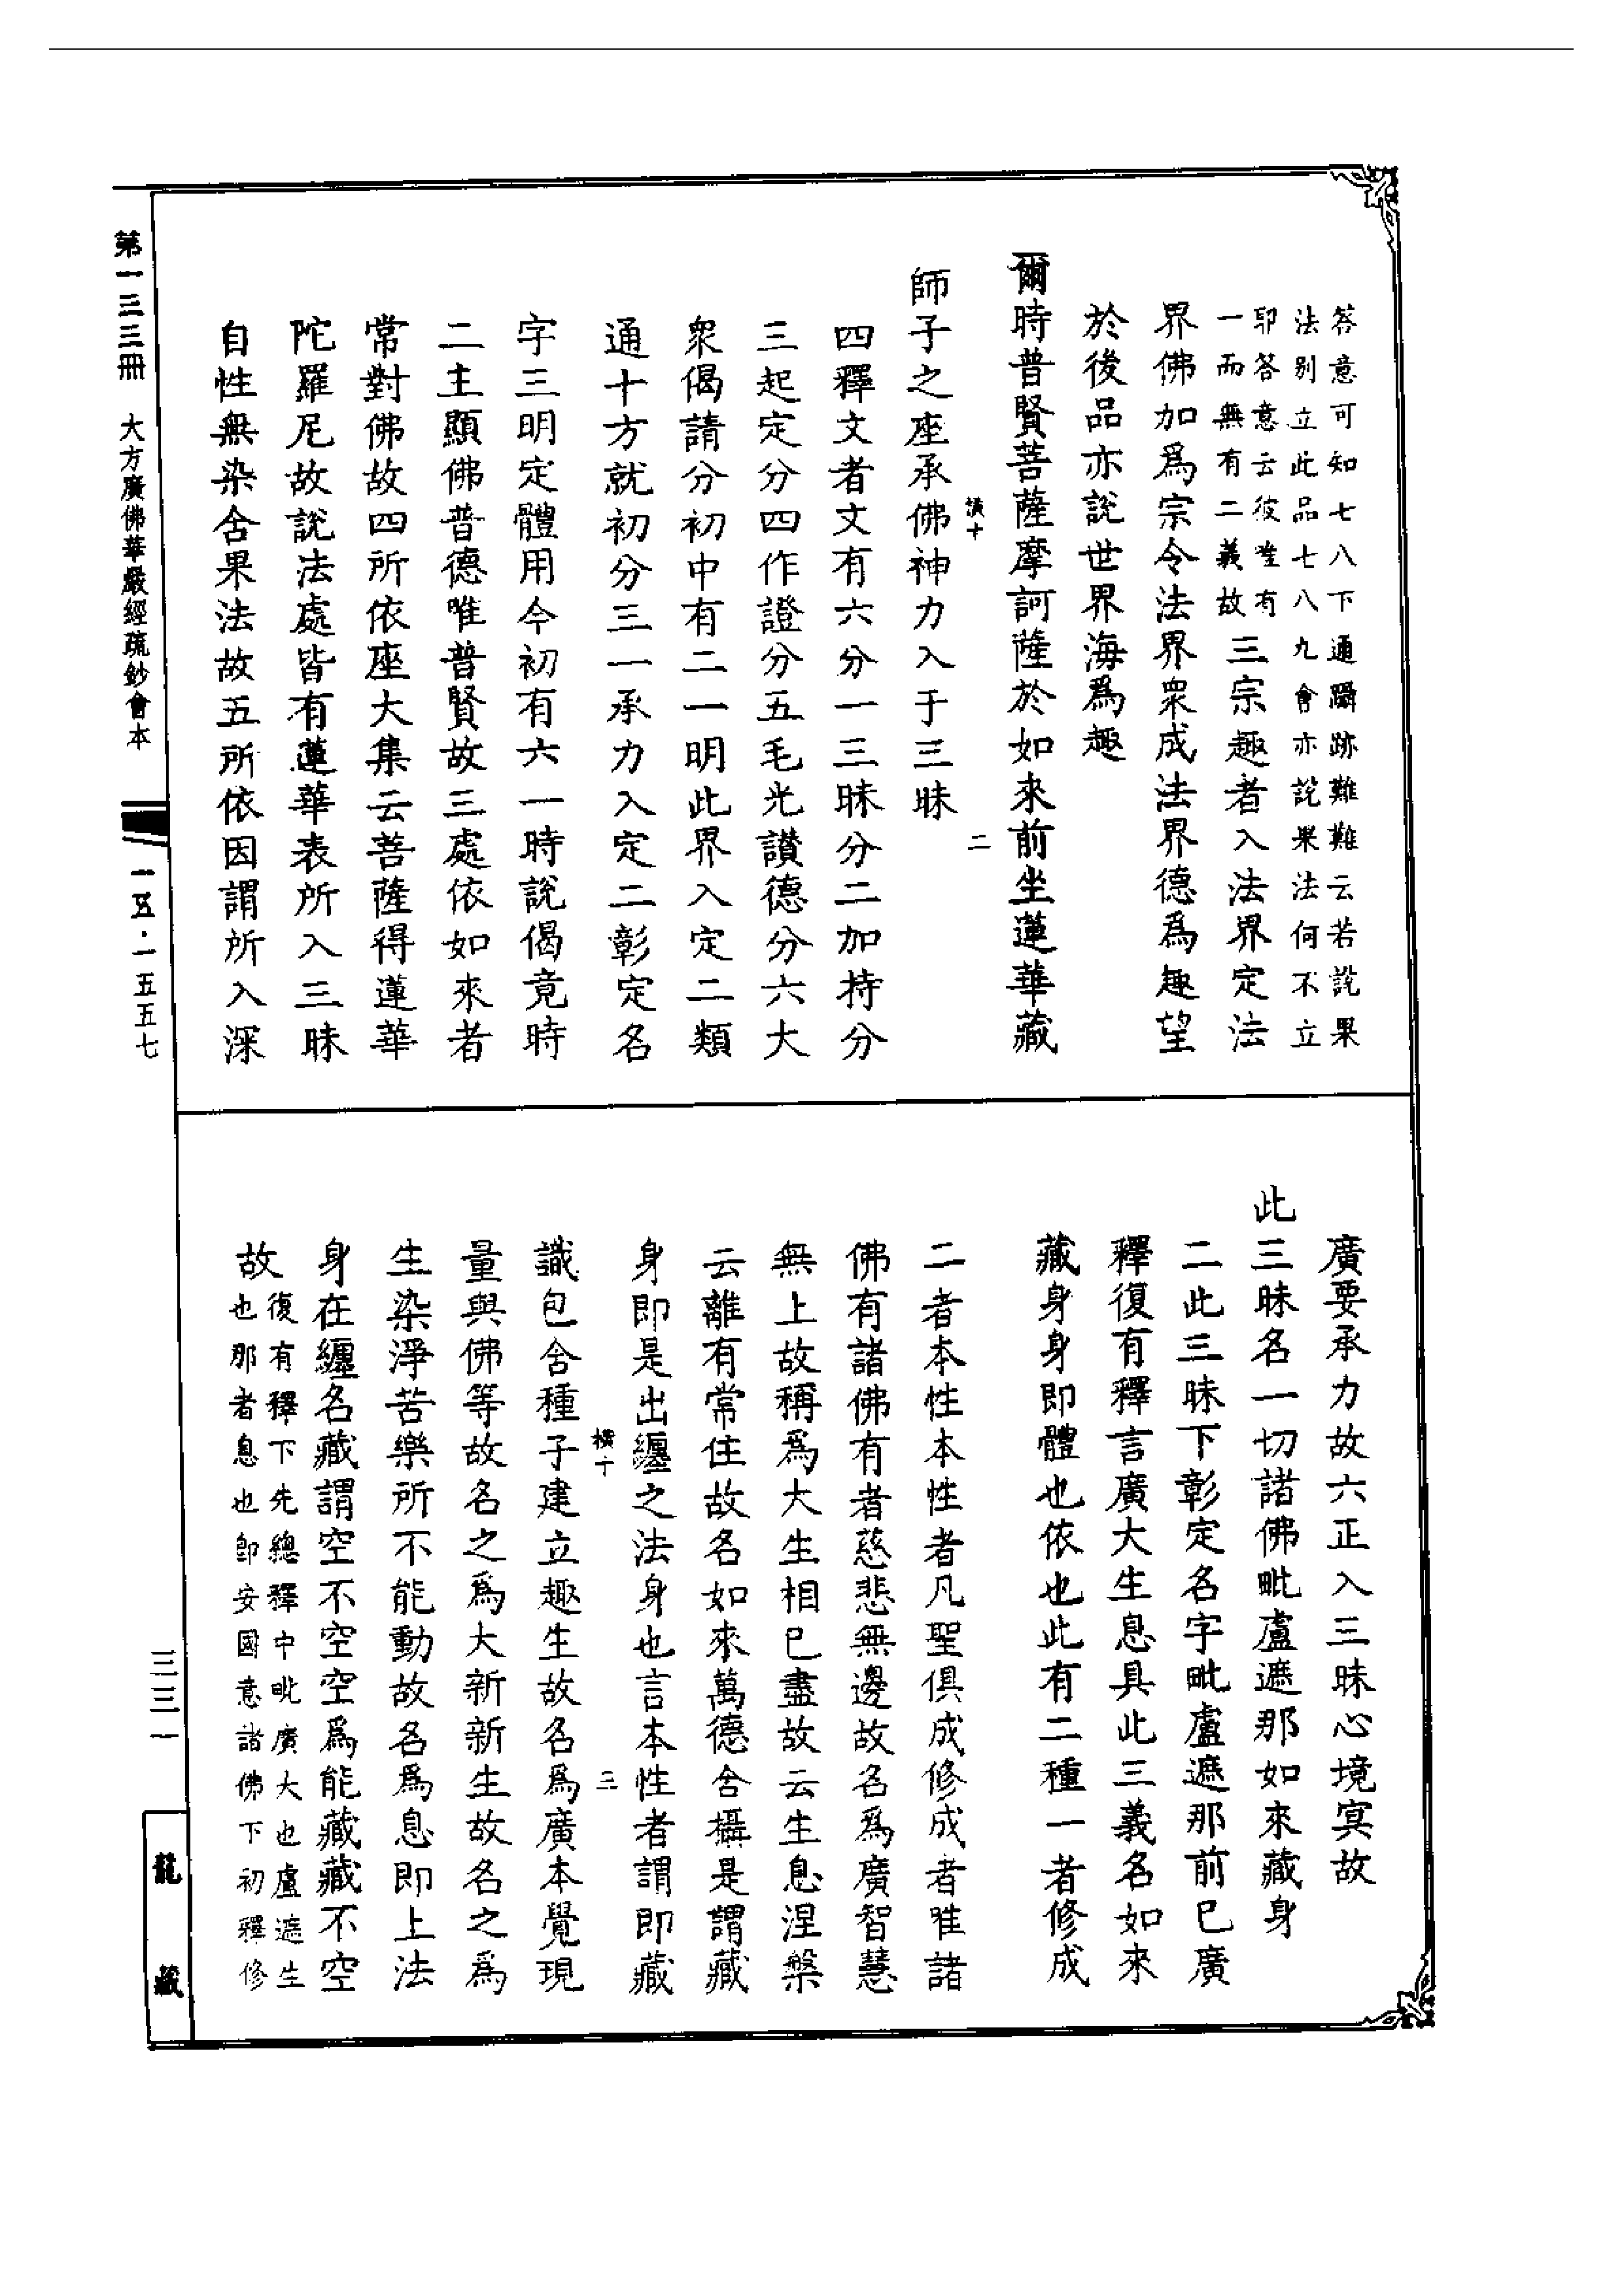 答意可知七八下通躡跡難難云若説果
法别立此品七八九會亦説果法何不立
耶答意云彼唯有
一而無有二義故三宗趣者入法界定法
界佛加爲宗令法界衆成法界德爲趣望
於後品亦説世界海爲趣
爾時普賢菩薩摩訶薩於如來前坐蓮華藏
橫十 二
師子之座承佛神力入于三昧
四釋文者文有六分一三昧分二加持分
三起定分四作證分五毛光讚德分六大
衆偈請分初中有二一明此界入定二類
通十方就初分三一承力入定二彰定名
字三明定體用今初有六一時説偈竟時
二主顯佛普德唯普賢故三處依如來者
常對佛故四所依座大集云菩薩得蓮華
陀羅尼故説法處皆有蓮華表所入三昧
自性無染含果法故五所依因謂所入深
廣要承力故六正入三昧心境冥故
此三昧名一切諸佛毗盧遮那如來藏身
二此三昧下彰定名字毗盧遮那前已廣
釋復有釋言廣大生息具此三義名如來
藏身身即體也依也此有二種一者修成
二者本性本性者凡聖俱成修成者唯諸
佛有諸佛有者慈悲無邊故名爲廣智慧
無上故稱爲大生相已盡故云生息涅槃
云離有常住故名如來萬德含攝是謂藏
身即是出纏之法身也言本性者謂即藏
橫十 三
識包含種子建立趣生故名爲廣本覺現
量與佛等故名之爲大新新生故名之爲
生染淨苦樂所不能動故名爲息即上法
身在纏名藏謂空不空空爲能藏藏不空
故復有釋下先總釋中毗廣大也盧遮生
也那者息也即安國意諸佛下初釋修
第一三三冊 大方廣佛華嚴經疏鈔會本
一五·一五五七
三三一
龍藏